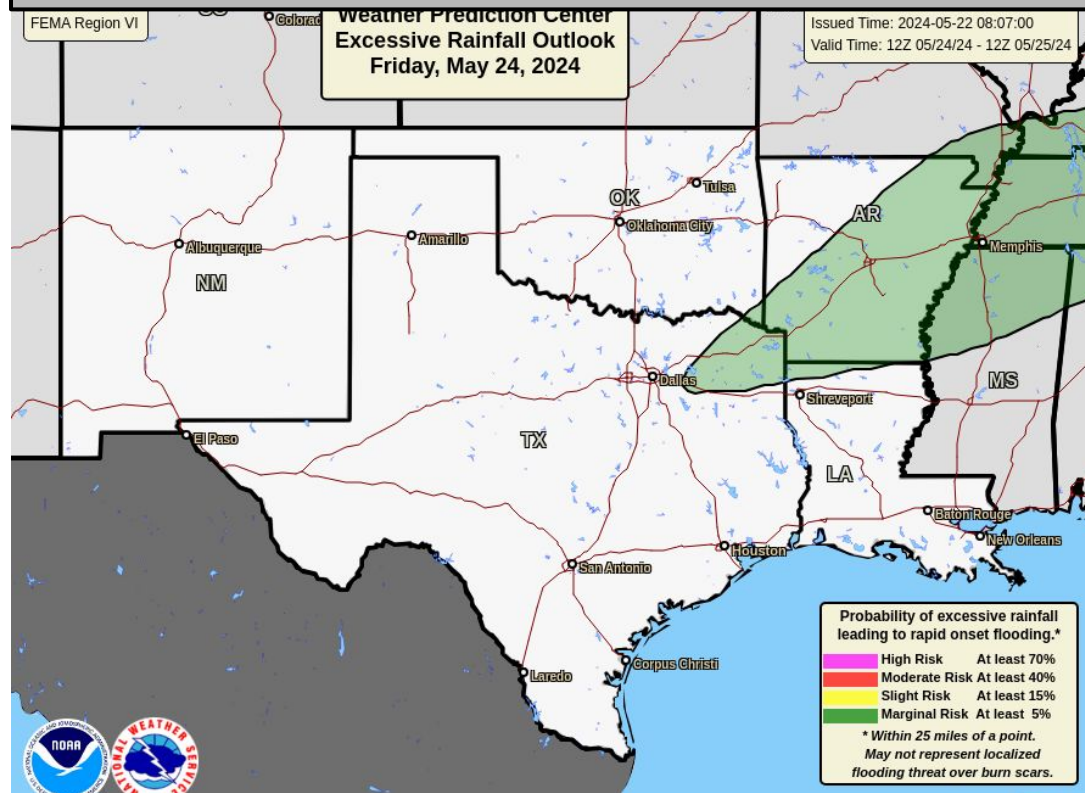 FEMA Region VI
Weather Prediction Center
Excessive Rainfall Outlook
Friday, May 24, 2024
Issued Time: 2024-05-22 08:07:00
Valid Time: 12Z 05/24/24 - 12Z 05/25/24
Tulsa
OK
Oklahoma City
AR
Albuquerque
Amarillo
Memphis
NM
Dallas
MS
Shreveport
El Paso
TX
LA
Baton Rouge
New Orleans
Houston
San Antonio
Corpus Christi
Laredo
Probability of excessive rainfall
leading to rapid onset flooding.*
High Risk At least 70%
Moderate Risk At least 40%
Slight Risk At least 15%
Marginal Risk At least 5%
* Within 25 miles of a point.
May not represent localized
flooding threat over burn scars.
NOAA
NATIONAL WEATHER SERVICE